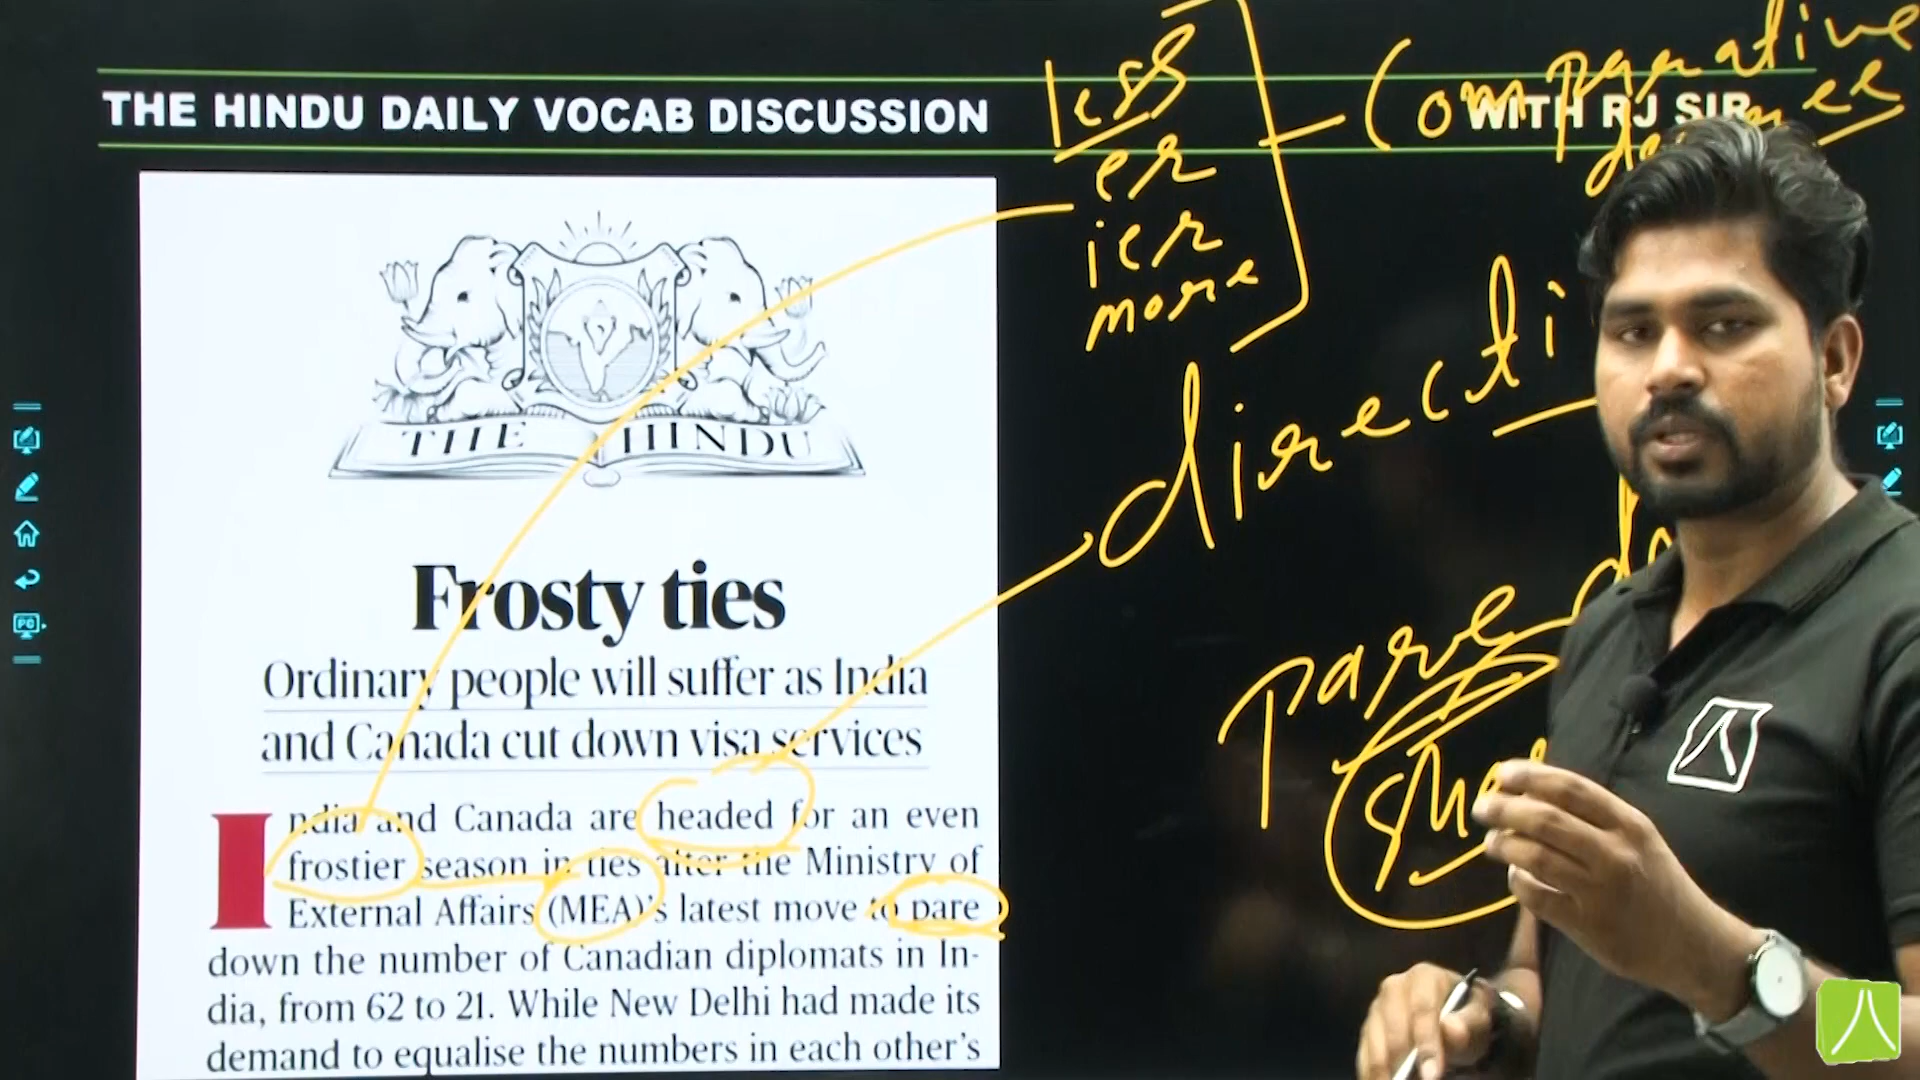 THE HINDU DAILY VOCAB DISCUSSION
WITH RJ SIR
less
er
ier
more
Comparative
directi
pare
THE HINDU
Frosty ties
Ordinary people will suffer as India
and Canada cut down visa services
India and Canada are headed for an even
frostier season in ties after the Ministry of
External Affairs (MEA)'s latest move to pare
down the number of Canadian diplomats in In-
dia, from 62 to 21. While New Delhi had made its
demand to equalise the numbers in each other's
PC